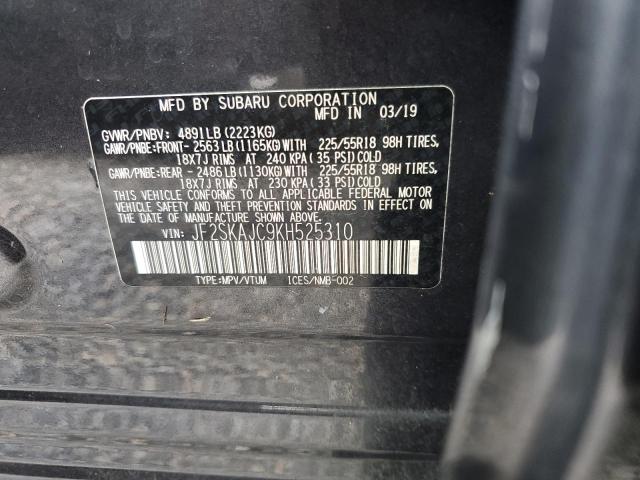 MFD BY SUBARU CORPORATION
MFD IN 03/19
GVWR/PNBV: 4891LB(2223KG)
GAWR/PNBE:FRONT- 2563LB(1165KG)WITH 225/55R18 98H TIRES,
18X7J RIMS AT 240 KPA(35 PSI)COLD
GAWR/PNBE:REAR - 2486LB(1130KG)WITH 225/55R18 98H TIRES,
18X7J RIMS AT 230 KPA(33 PSI)COLD
THIS VEHICLE CONFORMS TO ALL APPLICABLE FEDERAL MOTOR
VEHICLE SAFETY AND THEFT PREVENTION STANDARDS IN EFFECT
ON THE DATE OF MANUFACTURE SHOWN ABOVE.
VIN: JF2SKAJC9KH525310
TYPE:MPV/VTUM ICES/NMB-002